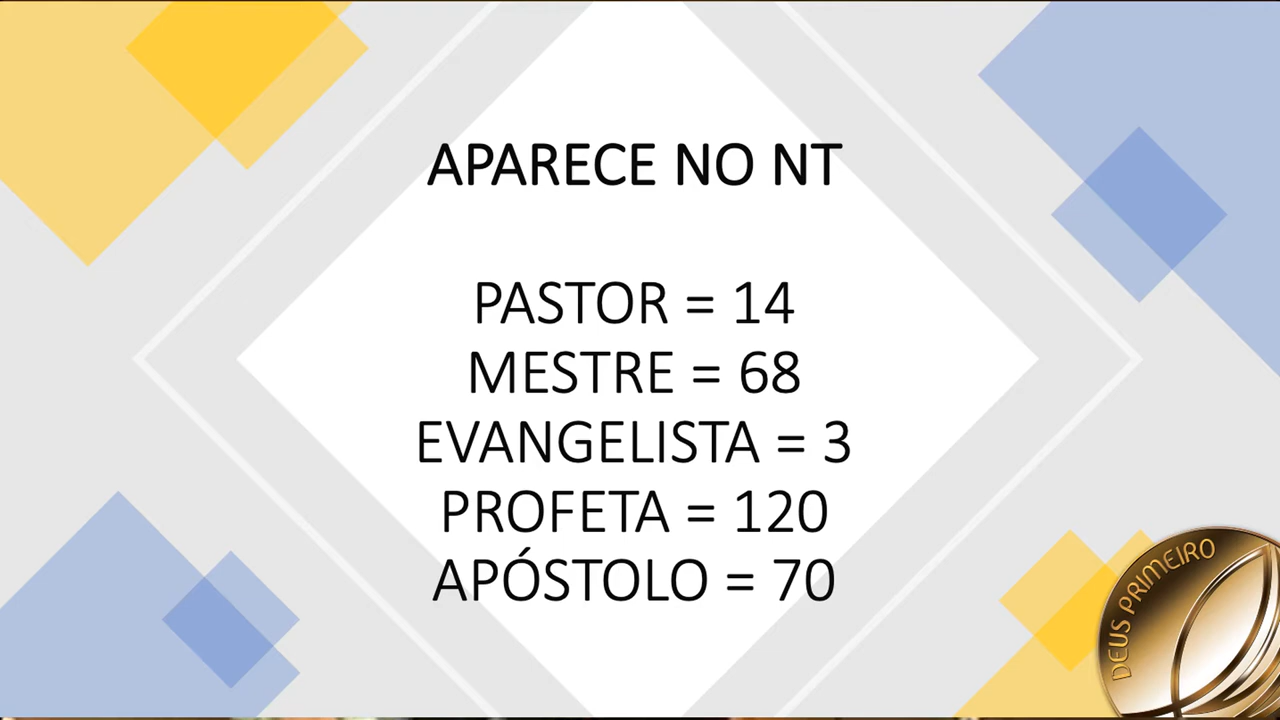 APARECE NO NT
PASTOR = 14
MESTRE = 68
EVANGELISTA = 3
PROFETA = 120
APÓSTOLO = 70
DEUS PRIMEIRO